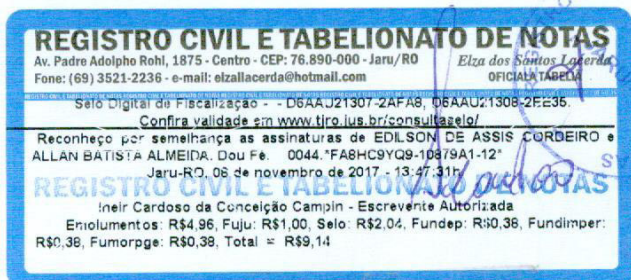 REGISTRO CIVIL E TABELIONATO DE NOTAS
Av. Padre Adolpho Rohl, 1875 - Centro - CEP: 76.890-000 - Jaru/RO
Fone: (69) 3521-2236 - e-mail: elzallacerda@hotmail.com
Elza dos Santos Lacerda
OFICIALA TABELIÃ
Selo Digital de Fiscalização - - D6AAJ21307-2AFA8, D6AAU21308-2EE35.
Confira validade em www.tjro.jus.br/consultaselo/
Reconheço por semelhança as assinaturas de EDILSON DE ASSIS CORDEIRO e
ALLAN BATISTA ALMEIDA. Dou Fé. 0044."FA8HC9YQ9-10879A1-12"
Jaru-RO, 06 de novembro de 2017 - 13:47:31h
REGISTRO CIVIL E TABELIONATO DE NOTAS
Ineir Cardoso da Conceição Campin - Escrevente Autorizada
Emolumentos: R$4,96, Fuju: R$1,00, Selo: R$2,04, Fundep: R$0,38, Fundimper:
R$0,38, Fumorpge: R$0,38, Total = R$9,14